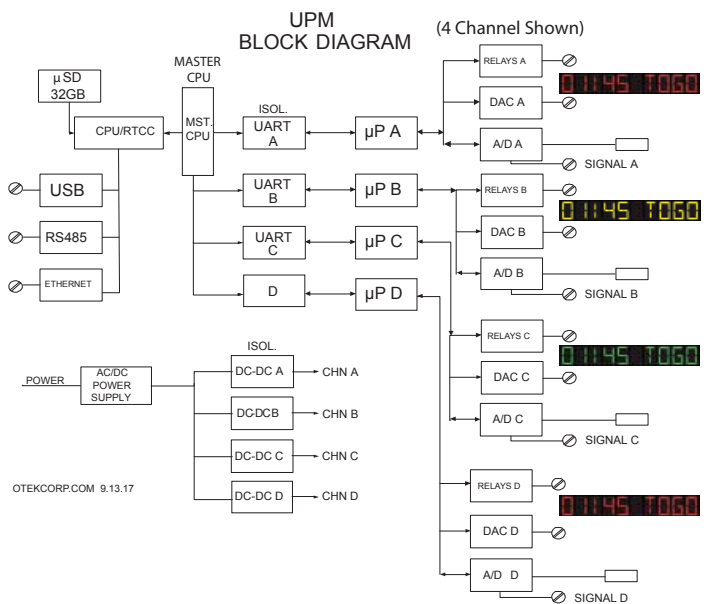 UPM
BLOCK DIAGRAM
(4 Channel Shown)
µSD
32GB
MASTER
CPU
CPU/RTCC
MST.
CPU
ISOL.
UART
A
µP A
RELAYS A
DAC A
A/D A
SIGNAL A
01145 TOGO
USB
RS485
ETHERNET
UART
B
µP B
RELAYS B
DAC B
A/D B
SIGNAL B
01145 TOGO
UART
C
µP C
RELAYS C
DAC C
A/D C
SIGNAL C
01145 TOGO
D
µP D
RELAYS D
DAC D
A/D D
SIGNAL D
01145 TOGO
POWER
AC/DC
POWER
SUPPLY
ISOL.
DC-DC A
CHN A
DC-DC B
CHN B
DC-DC C
CHN C
DC-DC D
CHN D
OTEKCORP.COM 9.13.17